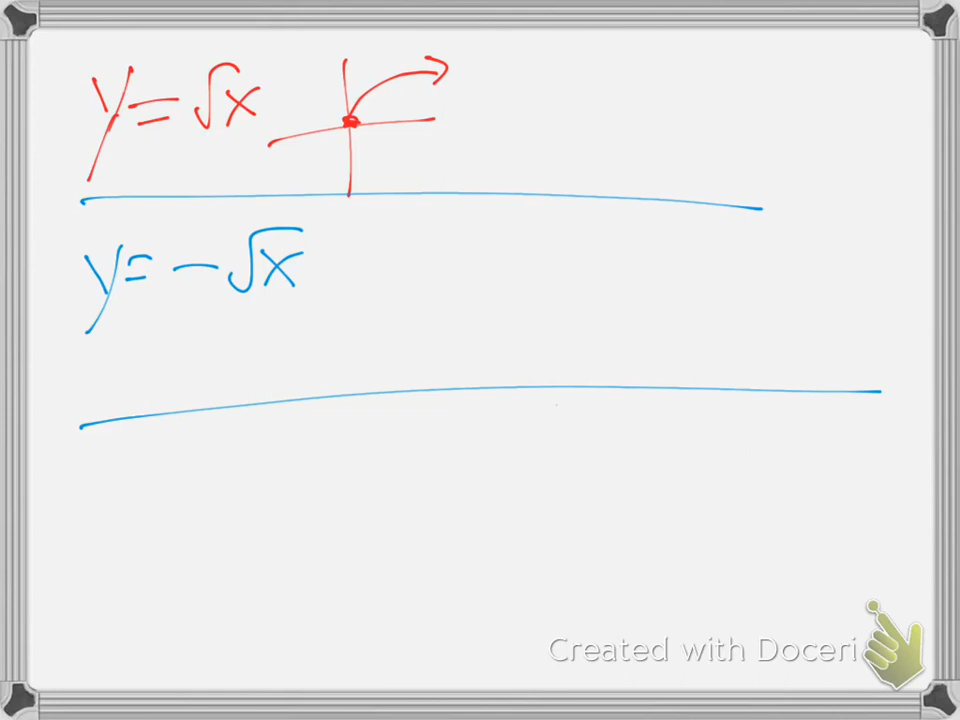 y = √x
y = -√x
Created with Doceri